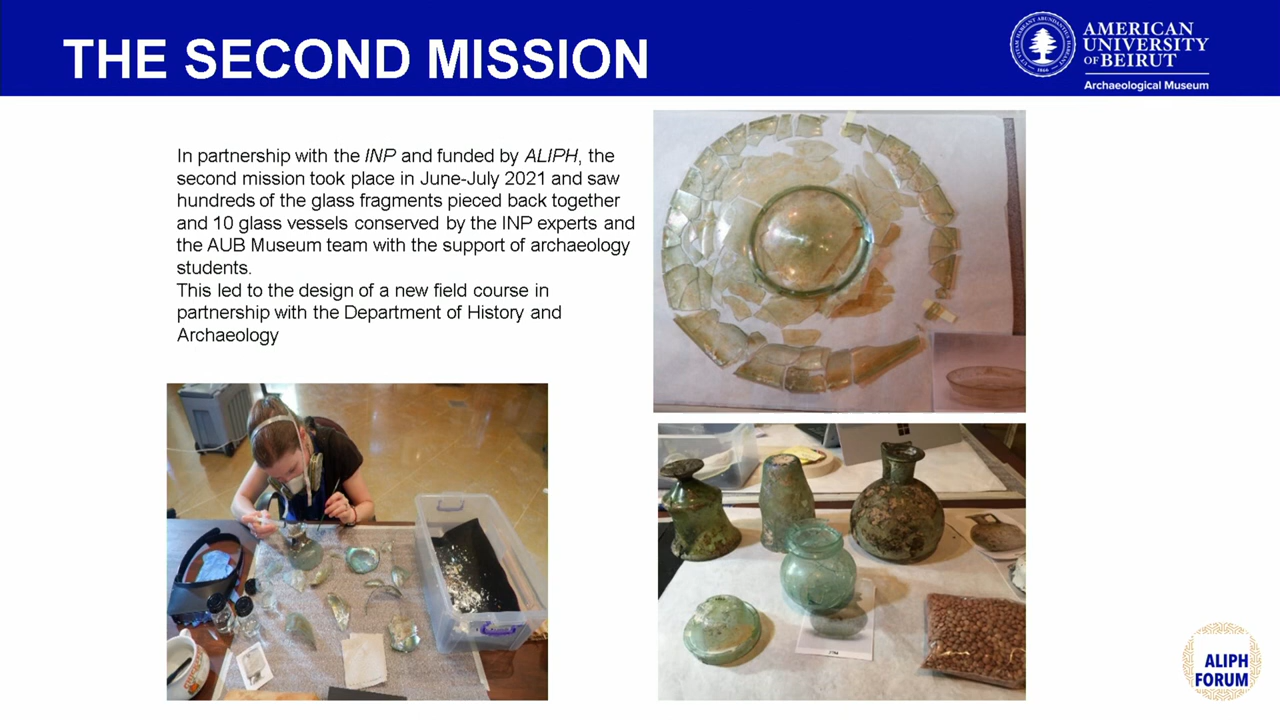 THE SECOND MISSION
AMERICAN
UNIVERSITY
OF BEIRUT
Archaeological Museum
In partnership with the INP and funded by ALIPH, the
second mission took place in June-July 2021 and saw
hundreds of the glass fragments pieced back together
and 10 glass vessels conserved by the INP experts and
the AUB Museum team with the support of archaeology
students.
This led to the design of a new field course in
partnership with the Department of History and
Archaeology
ALIPH
FORUM